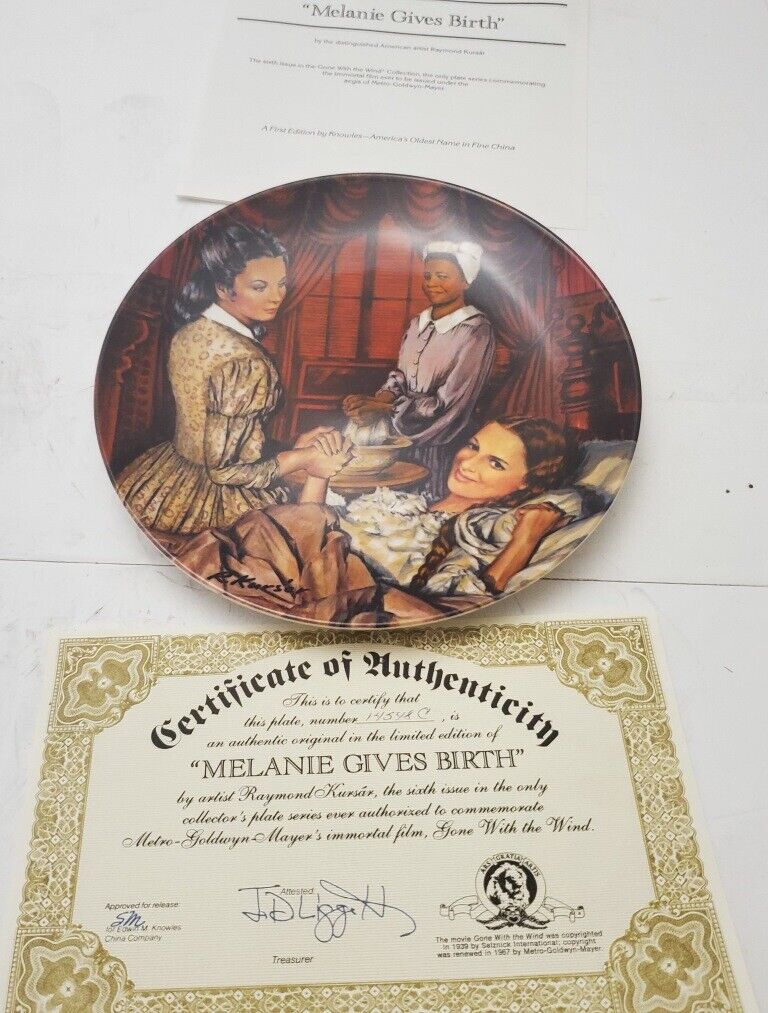 "Melanie Gives Birth"
by the distinguished American artist Raymond Kursár
The sixth issue in the Gone With the Wind® Collection, the only plate series commemorating
the immortal film ever to be issued under the
aegis of Metro-Goldwyn-Mayer
A First Edition by Knowles—America's Oldest Name in Fine China
R. Kursár
Certificate of Authenticity
This is to certify that
this plate, number 14548 C, is
an authentic original in the limited edition of
"MELANIE GIVES BIRTH"
by artist Raymond Kursár, the sixth issue in the only
collector's plate series ever authorized to commemorate
Metro-Goldwyn-Mayer's immortal film, Gone With the Wind.
Approved for release:
SM
for Edwin M. Knowles
China Company
Attested:
Treasurer
ARS GRATIA ARTIS
The movie Gone With the Wind was copyrighted
in 1939 by Selznick International; copyright
was renewed in 1967 by Metro-Goldwyn-Mayer.